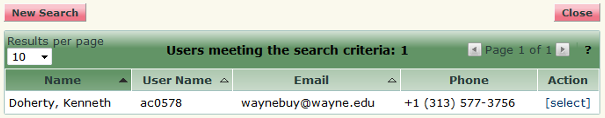 New Search
Close
Results per page
10
Users meeting the search criteria: 1
Page 1 of 1
?
Name User Name Email Phone Action
Doherty, Kenneth ac0578 waynebuy@wayne.edu +1 (313) 577-3756 [select]